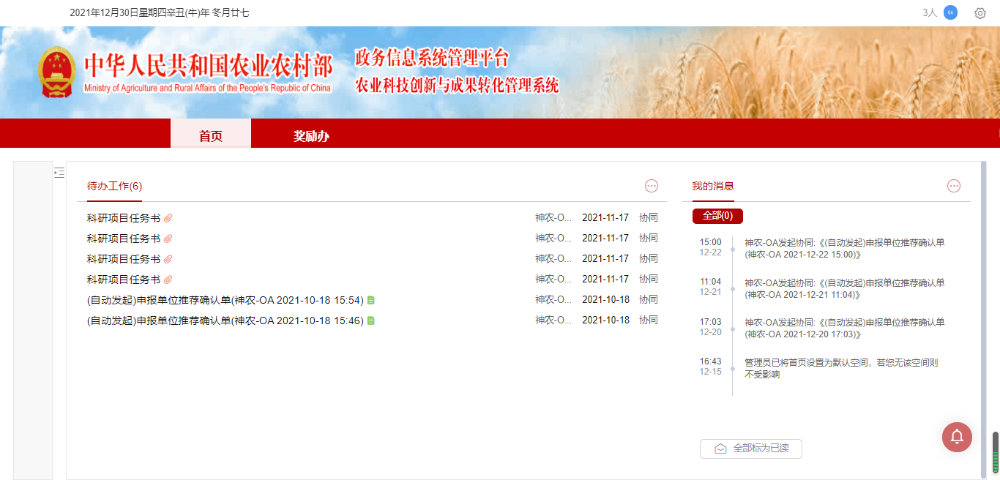 2021年12月30日星期四辛丑(牛)年 冬月廿七
3人 OA
中华人民共和国农业农村部
Ministry of Agriculture and Rural Affairs of the People's Republic of China
政务信息系统管理平台
农业科技创新与成果转化管理系统
首页 奖励办
待办工作(6)
科研项目任务书 神农-O... 2021-11-17 协同
科研项目任务书 神农-O... 2021-11-17 协同
科研项目任务书 神农-O... 2021-11-17 协同
科研项目任务书 神农-O... 2021-11-17 协同
(自动发起)申报单位推荐确认单(神农-OA 2021-10-18 15:54) 神农-O... 2021-10-18 协同
(自动发起)申报单位推荐确认单(神农-OA 2021-10-18 15:46) 神农-O... 2021-10-18 协同
我的消息
全部(0)
15:00
12-22
神农-OA发起协同:《(自动发起)申报单位推荐确认单
(神农-OA 2021-12-22 15:00)》
11:04
12-21
神农-OA发起协同:《(自动发起)申报单位推荐确认单
(神农-OA 2021-12-21 11:04)》
17:03
12-20
神农-OA发起协同:《(自动发起)申报单位推荐确认单
(神农-OA 2021-12-20 17:03)》
16:43
12-15
管理员已将首页设置为默认空间，若您无该空间则
不受影响
全部标为已读